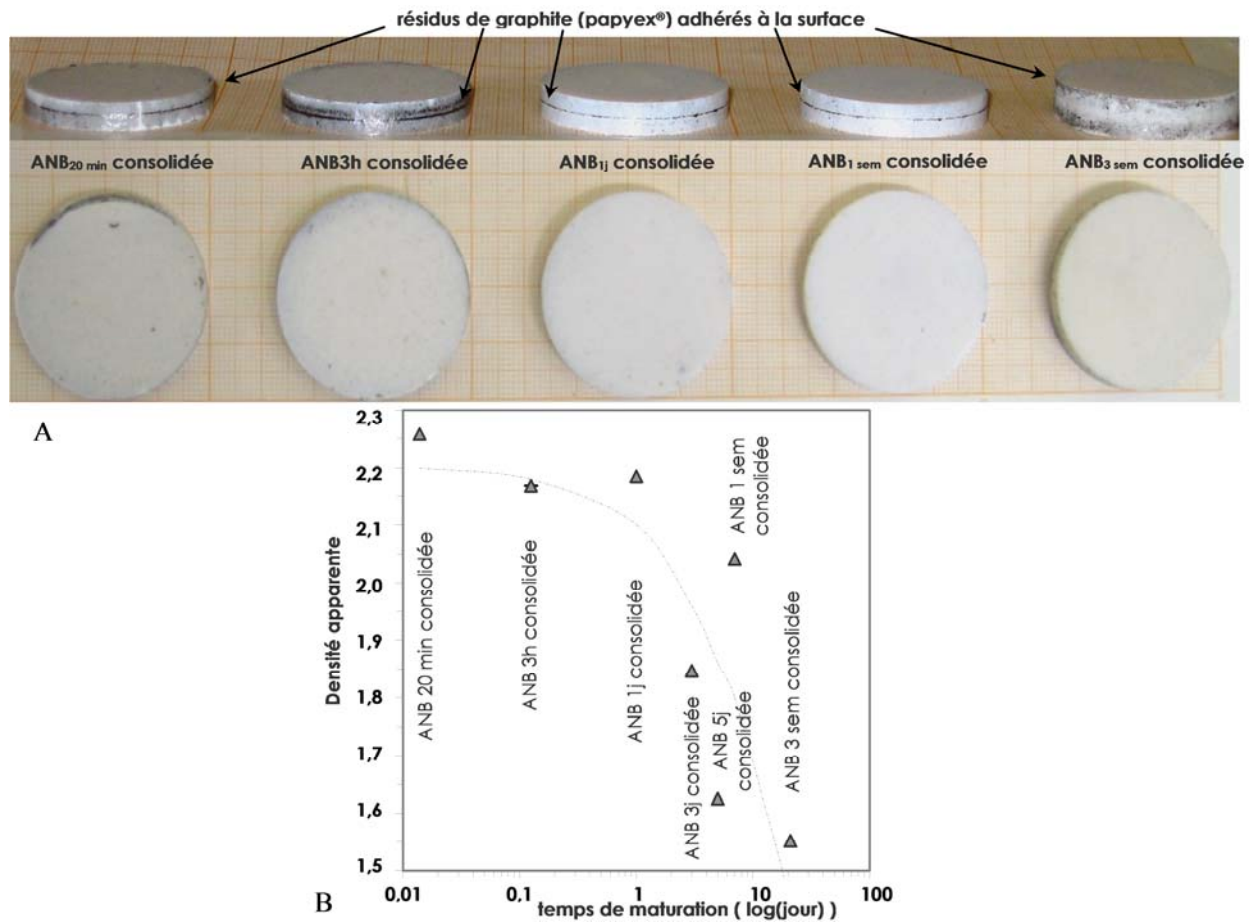 résidus de graphite (papyex®) adhérés à la surface
ANB20 min consolidée
ANB3h consolidée
ANB1j consolidée
ANB1 sem consolidée
ANB3 sem consolidée
A
2,3
2,2
2,1
2,0
1,9
1,8
1,7
1,6
1,5
Densité apparente
ANB 20 min consolidée
ANB 3h consolidée
ANB 1j consolidée
ANB 3j consolidée
ANB 5j
consolidée
ANB 1 sem
consolidée
ANB 3 sem consolidée
0,01
0,1
1
10
100
B
temps de maturation ( log(jour) )